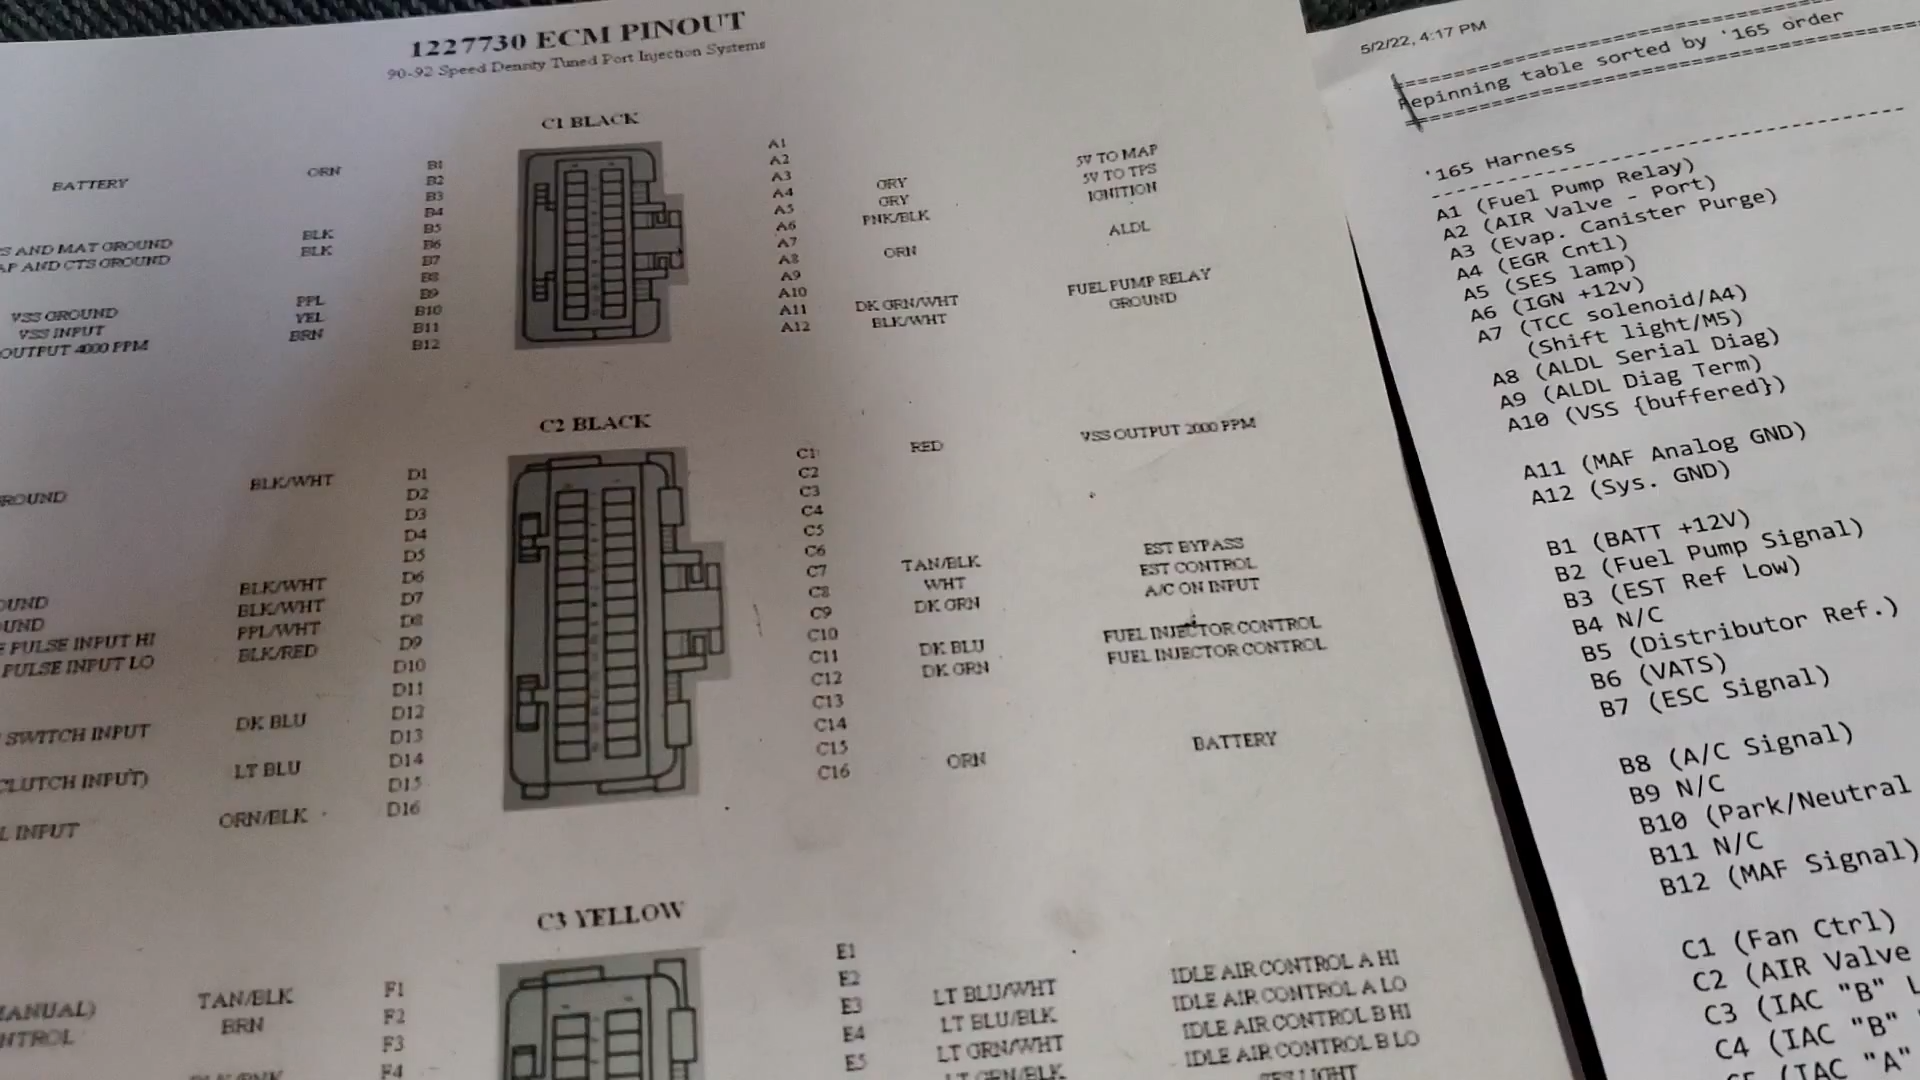 1227730 ECM PINOUT
90-92 Speed Density Tuned Port Injection Systems
C1 BLACK
BATTERY ORN B1
B2
B3
B4
S AND MAT GROUND BLK B5
AP AND CTS GROUND BLK B6
B7
B8
VSS GROUND PPL B9
VSS INPUT YEL B10
OUTPUT 4000 PPM BRN B11
B12
A1
A2
A3
A4 GRY 5V TO MAP
A5 GRY 5V TO TPS
A6 PNK/BLK IGNITION
A7
A8 ORN ALDL
A9
A10
A11 DK GRN/WHT FUEL PUMP RELAY
A12 BLK/WHT GROUND
C2 BLACK
ROUND BLK/WHT D1
D2
D3
D4
D5
OUND BLK/WHT D6
UND BLK/WHT D7
E PULSE INPUT HI PPL/WHT D8
PULSE INPUT LO BLK/RED D9
D10
D11
SWITCH INPUT DK BLU D12
D13
CLUTCH INPUT) LT BLU D14
D15
L INPUT ORN/BLK D16
C1 RED VSS OUTPUT 2000 PPM
C2
C3
C4
C5
C6
C7 TAN/BLK EST BYPASS
C8 WHT EST CONTROL
C9 DK GRN A/C ON INPUT
C10
C11 DK BLU FUEL INJECTOR CONTROL
C12 DK GRN FUEL INJECTOR CONTROL
C13
C14
C15
C16 ORN BATTERY
C3 YELLOW
MANUAL) TAN/BLK F1
NTROL BRN F2
F3
BLK/PNK F4
E1
E2
E3 LT BLU/WHT IDLE AIR CONTROL A HI
E4 LT BLU/BLK IDLE AIR CONTROL A LO
E5 LT GRN/WHT IDLE AIR CONTROL B HI
LT GRN/BLK IDLE AIR CONTROL B LO
SES LIGHT
5/2/22, 4:17 PM
===========================
Repinning table sorted by '165 order
===========================
'165 Harness
---------------------------
A1 (Fuel Pump Relay)
A2 (AIR Valve - Port)
A3 (Evap. Canister Purge)
A4 (EGR Cntl)
A5 (SES lamp)
A6 (IGN +12v)
A7 (TCC solenoid/A4)
(Shift light/M5)
A8 (ALDL Serial Diag)
A9 (ALDL Diag Term)
A10 (VSS {buffered})
A11 (MAF Analog GND)
A12 (Sys. GND)
B1 (BATT +12V)
B2 (Fuel Pump Signal)
B3 (EST Ref Low)
B4 N/C
B5 (Distributor Ref.)
B6 (VATS)
B7 (ESC Signal)
B8 (A/C Signal)
B9 N/C
B10 (Park/Neutral
B11 N/C
B12 (MAF Signal)
C1 (Fan Ctrl)
C2 (AIR Valve
C3 (IAC "B" L
C4 (IAC "B"
C5 (IAC "A"